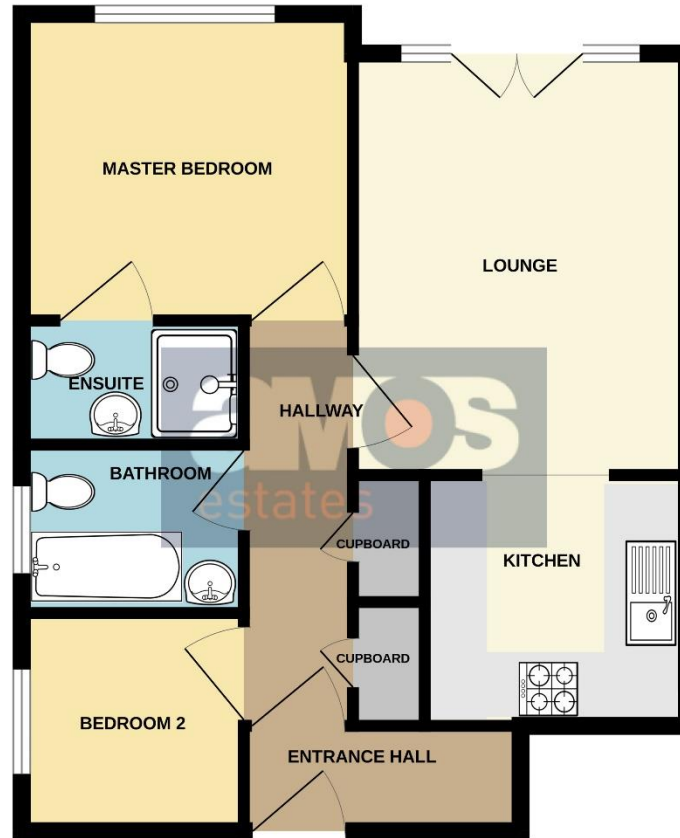 MASTER BEDROOM
LOUNGE
ENSUITE
HALLWAY
amos
estates
BATHROOM
CUPBOARD
KITCHEN
CUPBOARD
BEDROOM 2
ENTRANCE HALL